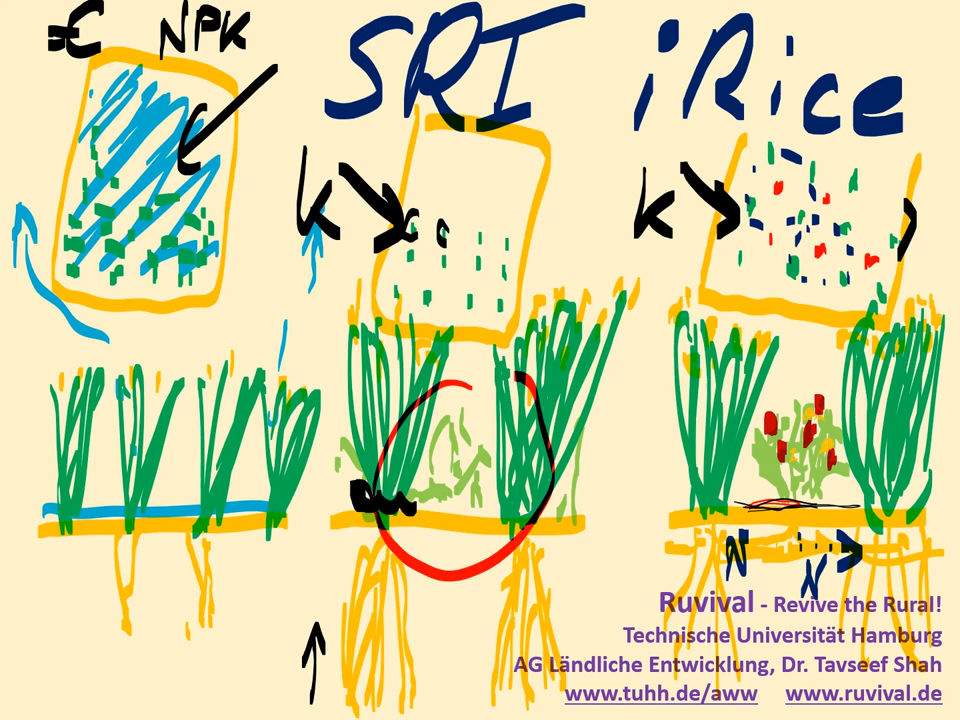 € NPK
SRI iRice
k > k >
N
N
Ruvival - Revive the Rural!
Technische Universität Hamburg
AG Ländliche Entwicklung, Dr. Tavseef Shah
www.tuhh.de/aww www.ruvival.de